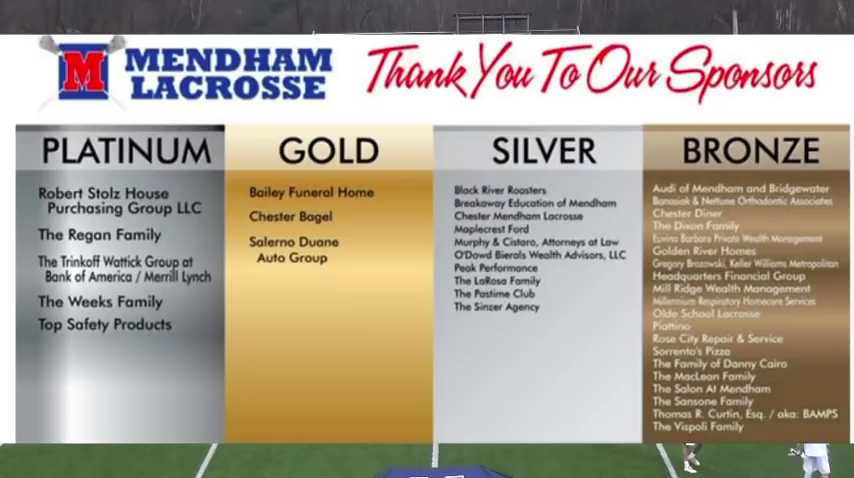 M MENDHAM
LACROSSE
Thank You To Our Sponsors
PLATINUM
Robert Stolz House
Purchasing Group LLC
The Regan Family
The Trinkoff Wattick Group at
Bank of America / Merrill Lynch
The Weeks Family
Top Safety Products
GOLD
Bailey Funeral Home
Chester Bagel
Salerno Duane
Auto Group
SILVER
Black River Roasters
Breakaway Education of Mendham
Chester Mendham Lacrosse
Maplecrest Ford
Murphy & Cistaro, Attorneys at Law
O'Dowd Bierals Wealth Advisors, LLC
Peak Performance
The LaRosa Family
The Pastime Club
The Sinzer Agency
BRONZE
Audi of Mendham and Bridgewater
Banasiak & Nettune Orthodontic Associates
Chester Diner
The Dixon Family
Barbara Private Wealth Management
Golden River Homes
Gregory Keller Williams Metropolitan
Headquarters Financial Group
Mill Ridge Wealth Management
Millennium Respiratory Homecare Services
Olde School Lacrosse
Piattino
Rose City Repair & Service
Sorrento's Pizza
The Family of Danny Cairo
The MacLean Family
The Salon At Mendham
The Sansone Family
Thomas R. Curtin, Esq. / aka: BAMPS
The Vispoli Family